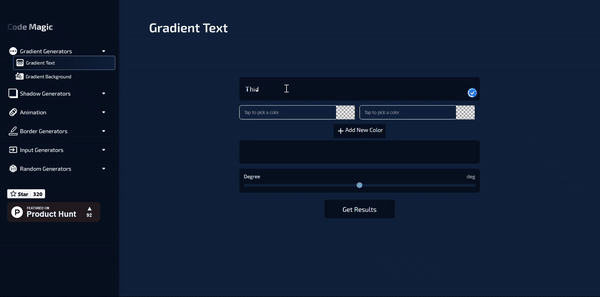 Code Magic
Gradient Generators
Gradient Text
Gradient Background
Shadow Generators
Animation
Border Generators
Input Generators
Random Generators
Star 320
FEATURED ON
Product Hunt
92
Gradient Text
Thid
Tap to pick a color
Tap to pick a color
+ Add New Color
Degree
deg
Get Results